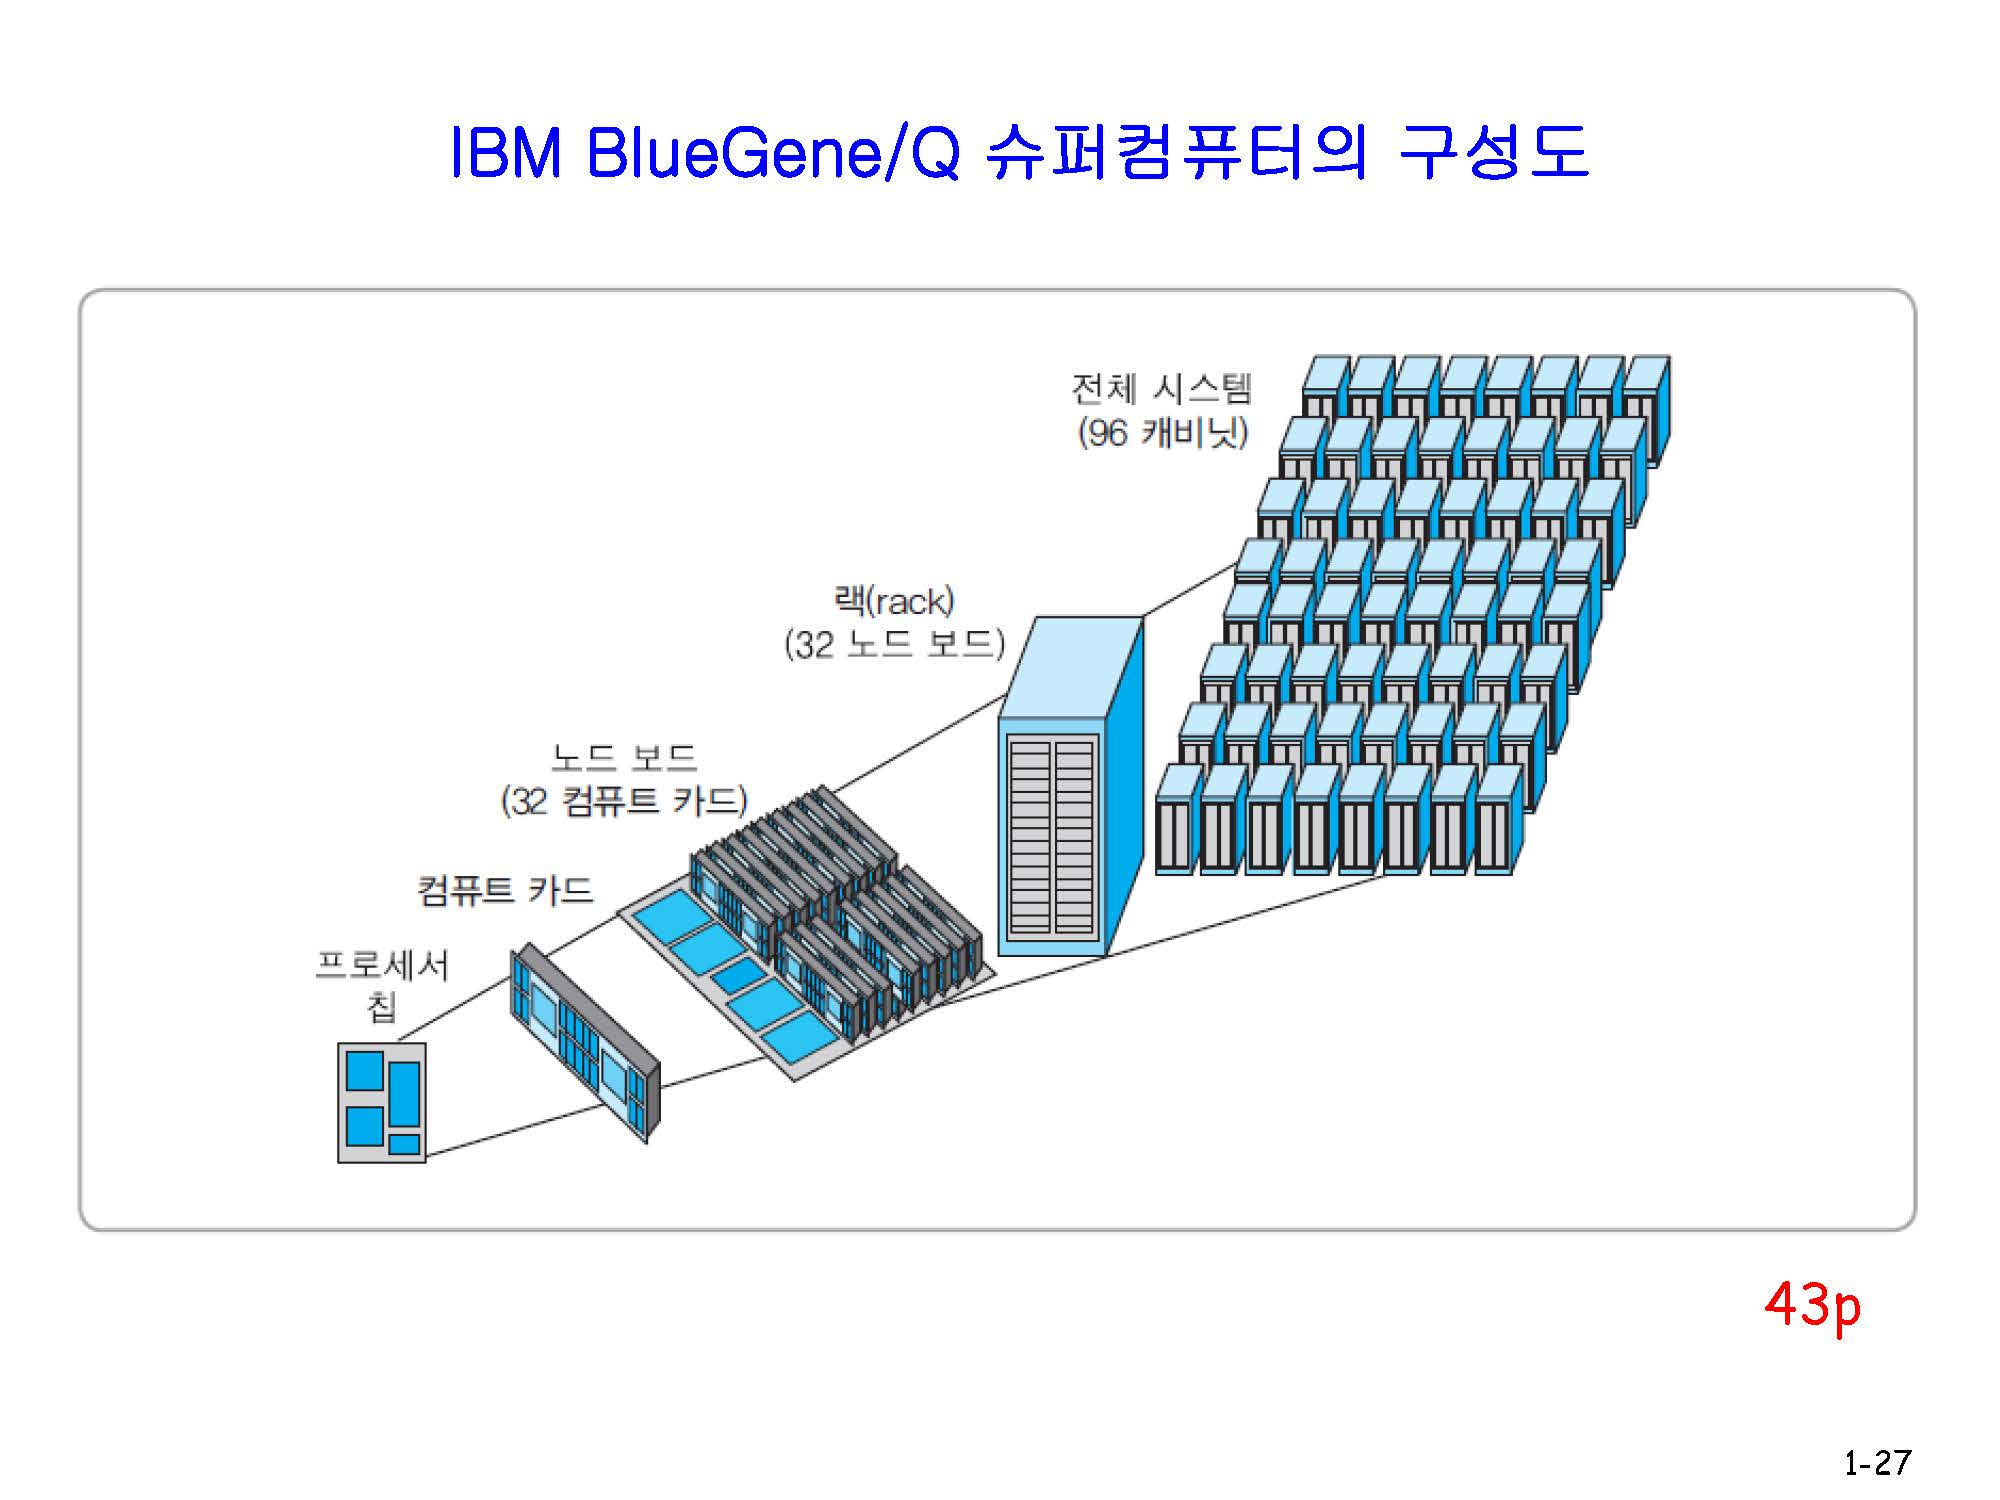 IBM BlueGene/Q 슈퍼컴퓨터의 구성도
전체 시스템
(96 캐비닛)
랙(rack)
(32 노드 보드)
노드 보드
(32 컴퓨트 카드)
컴퓨트 카드
프로세서
칩
43p
1-27